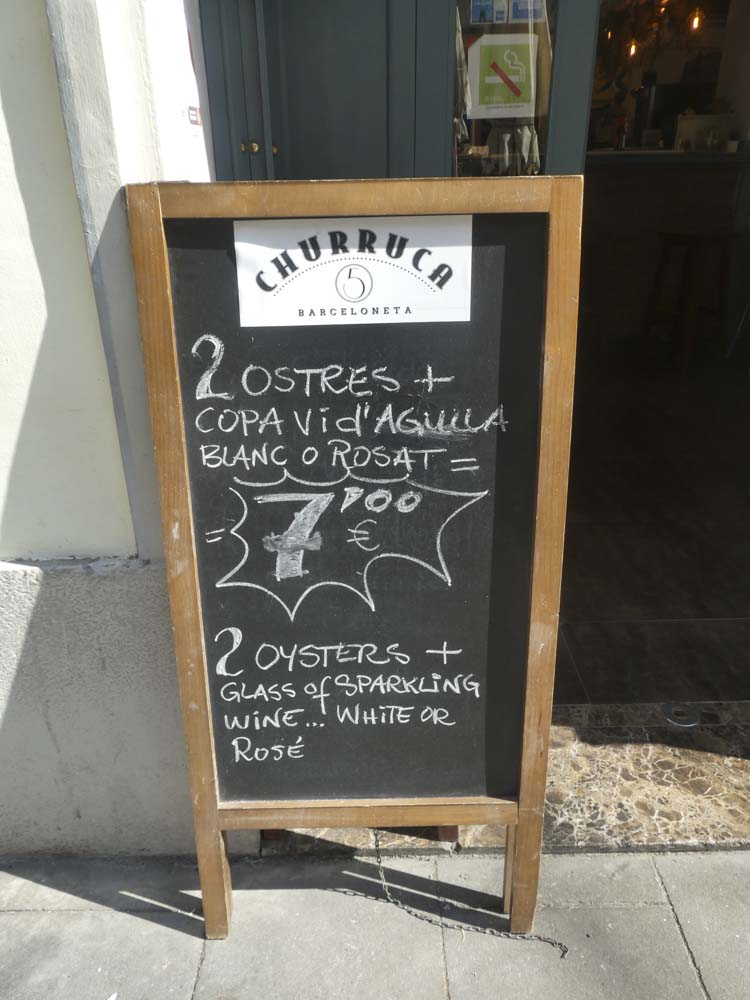 CHURRUCA
5
BARCELONETA
2 OSTRES +
COPA Vi d'AGULLA
BLANC O ROSAT =
= 7'00 €
2 OYSTERS +
GLASS of SPARKLING
WINE... WHITE OR
ROSÉ